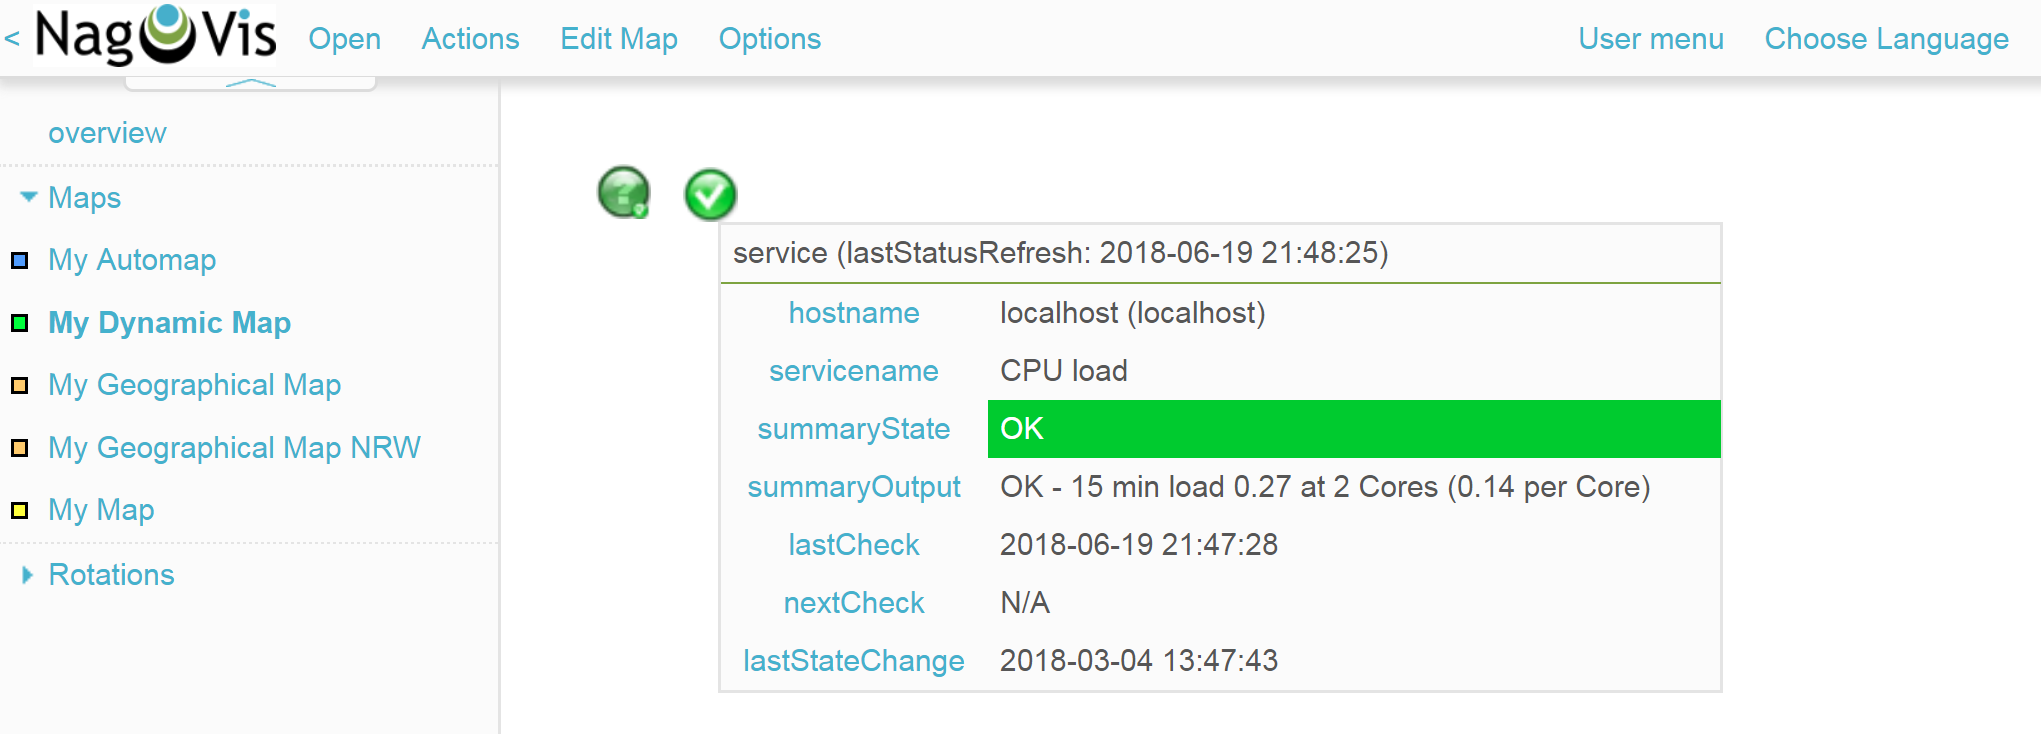 < NagVis Open Actions Edit Map Options User menu Choose Language
overview
Maps
My Automap
My Dynamic Map
My Geographical Map
My Geographical Map NRW
My Map
Rotations
?
service (lastStatusRefresh: 2018-06-19 21:48:25)
hostname localhost (localhost)
servicename CPU load
summaryState OK
summaryOutput OK - 15 min load 0.27 at 2 Cores (0.14 per Core)
lastCheck 2018-06-19 21:47:28
nextCheck N/A
lastStateChange 2018-03-04 13:47:43